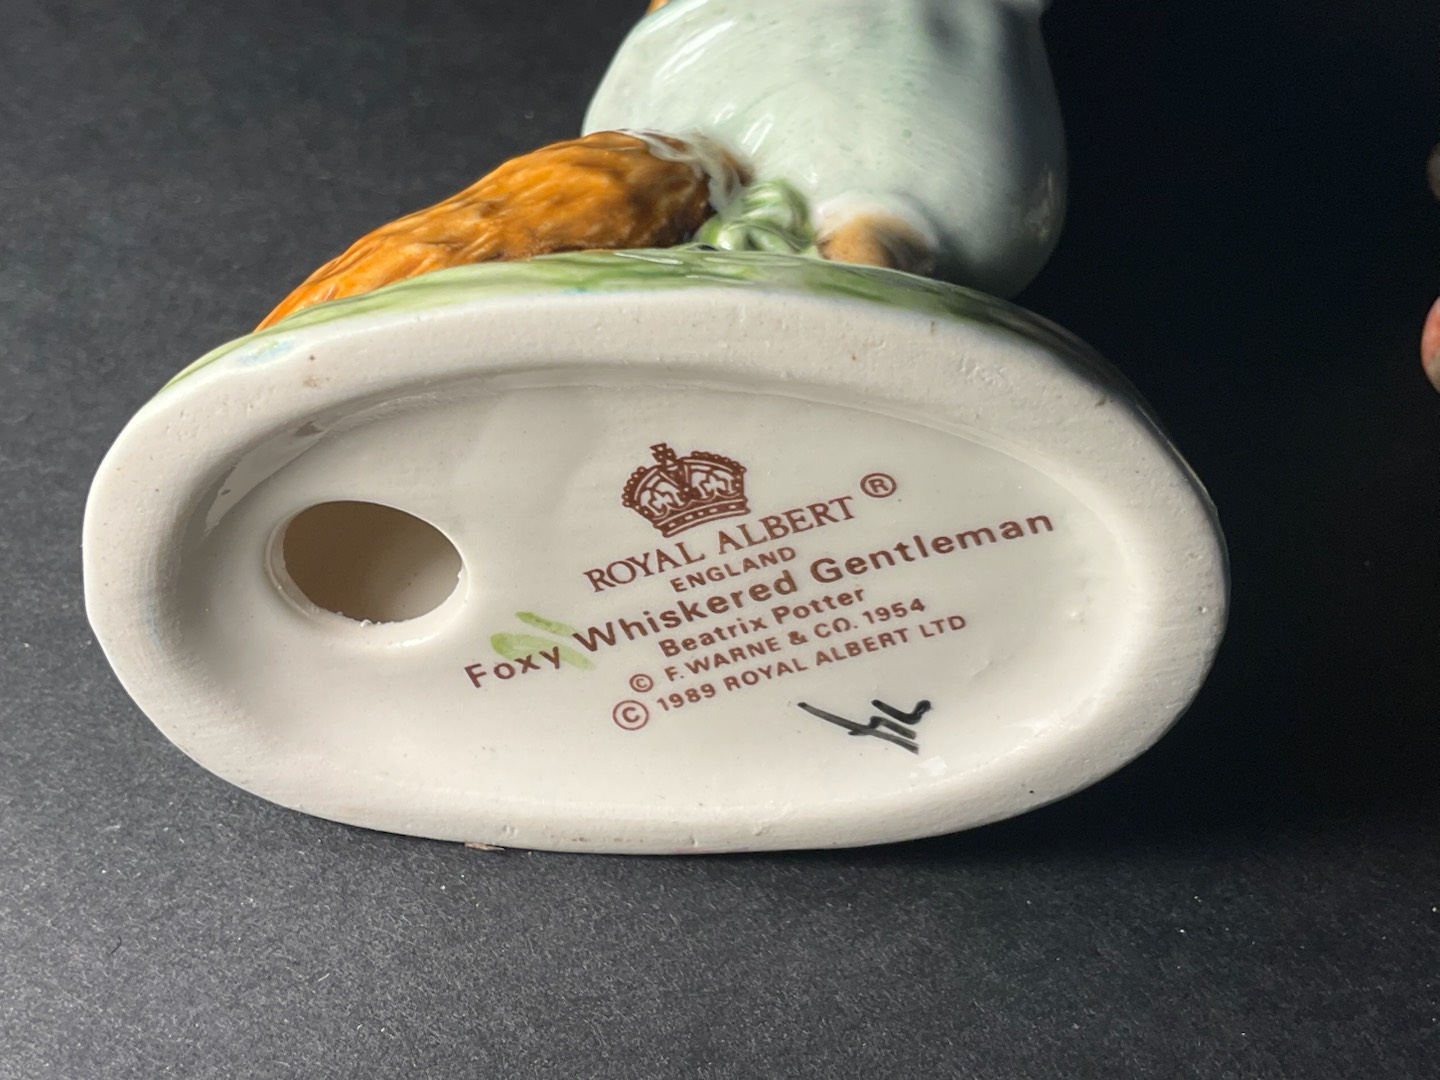 ROYAL ALBERT ®
ENGLAND
Foxy Whiskered Gentleman
Beatrix Potter
© F. WARNE & CO. 1954
© 1989 ROYAL ALBERT LTD